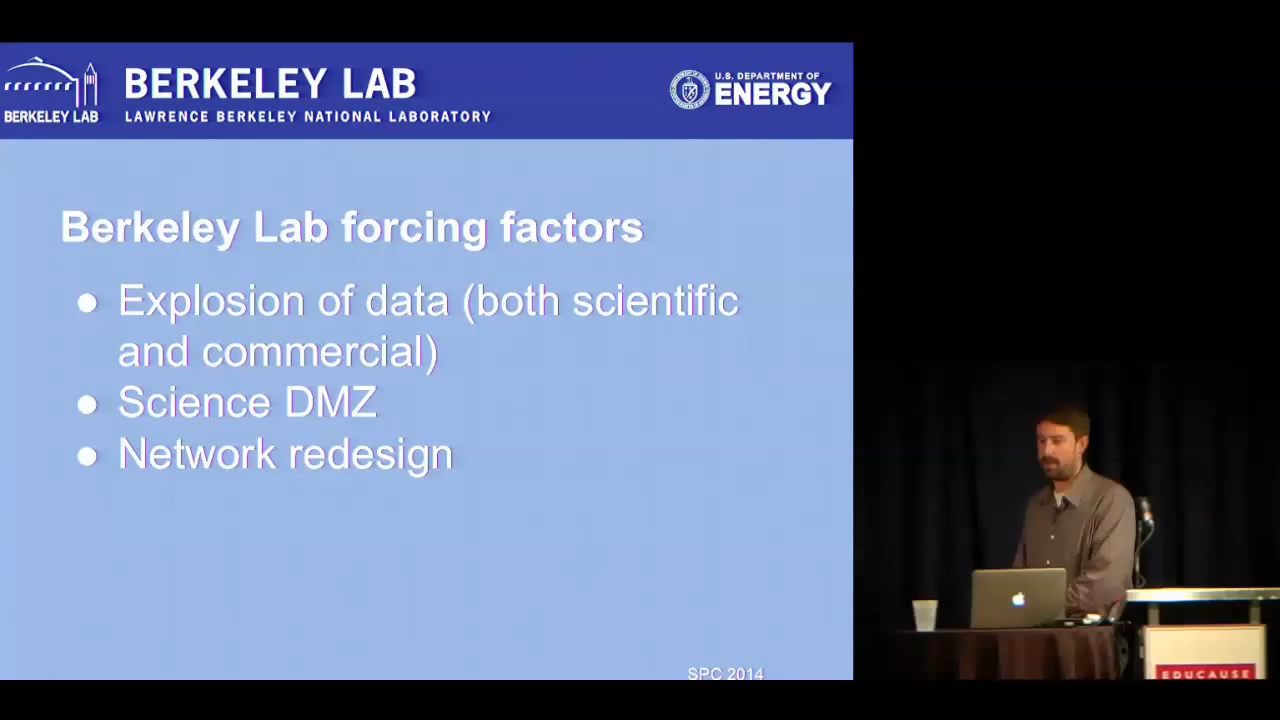 BERKELEY LAB
BERKELEY LAB
LAWRENCE BERKELEY NATIONAL LABORATORY
U.S. DEPARTMENT OF
ENERGY
Berkeley Lab forcing factors
● Explosion of data (both scientific
and commercial)
● Science DMZ
● Network redesign
SPC 2014
EDUCAUSE